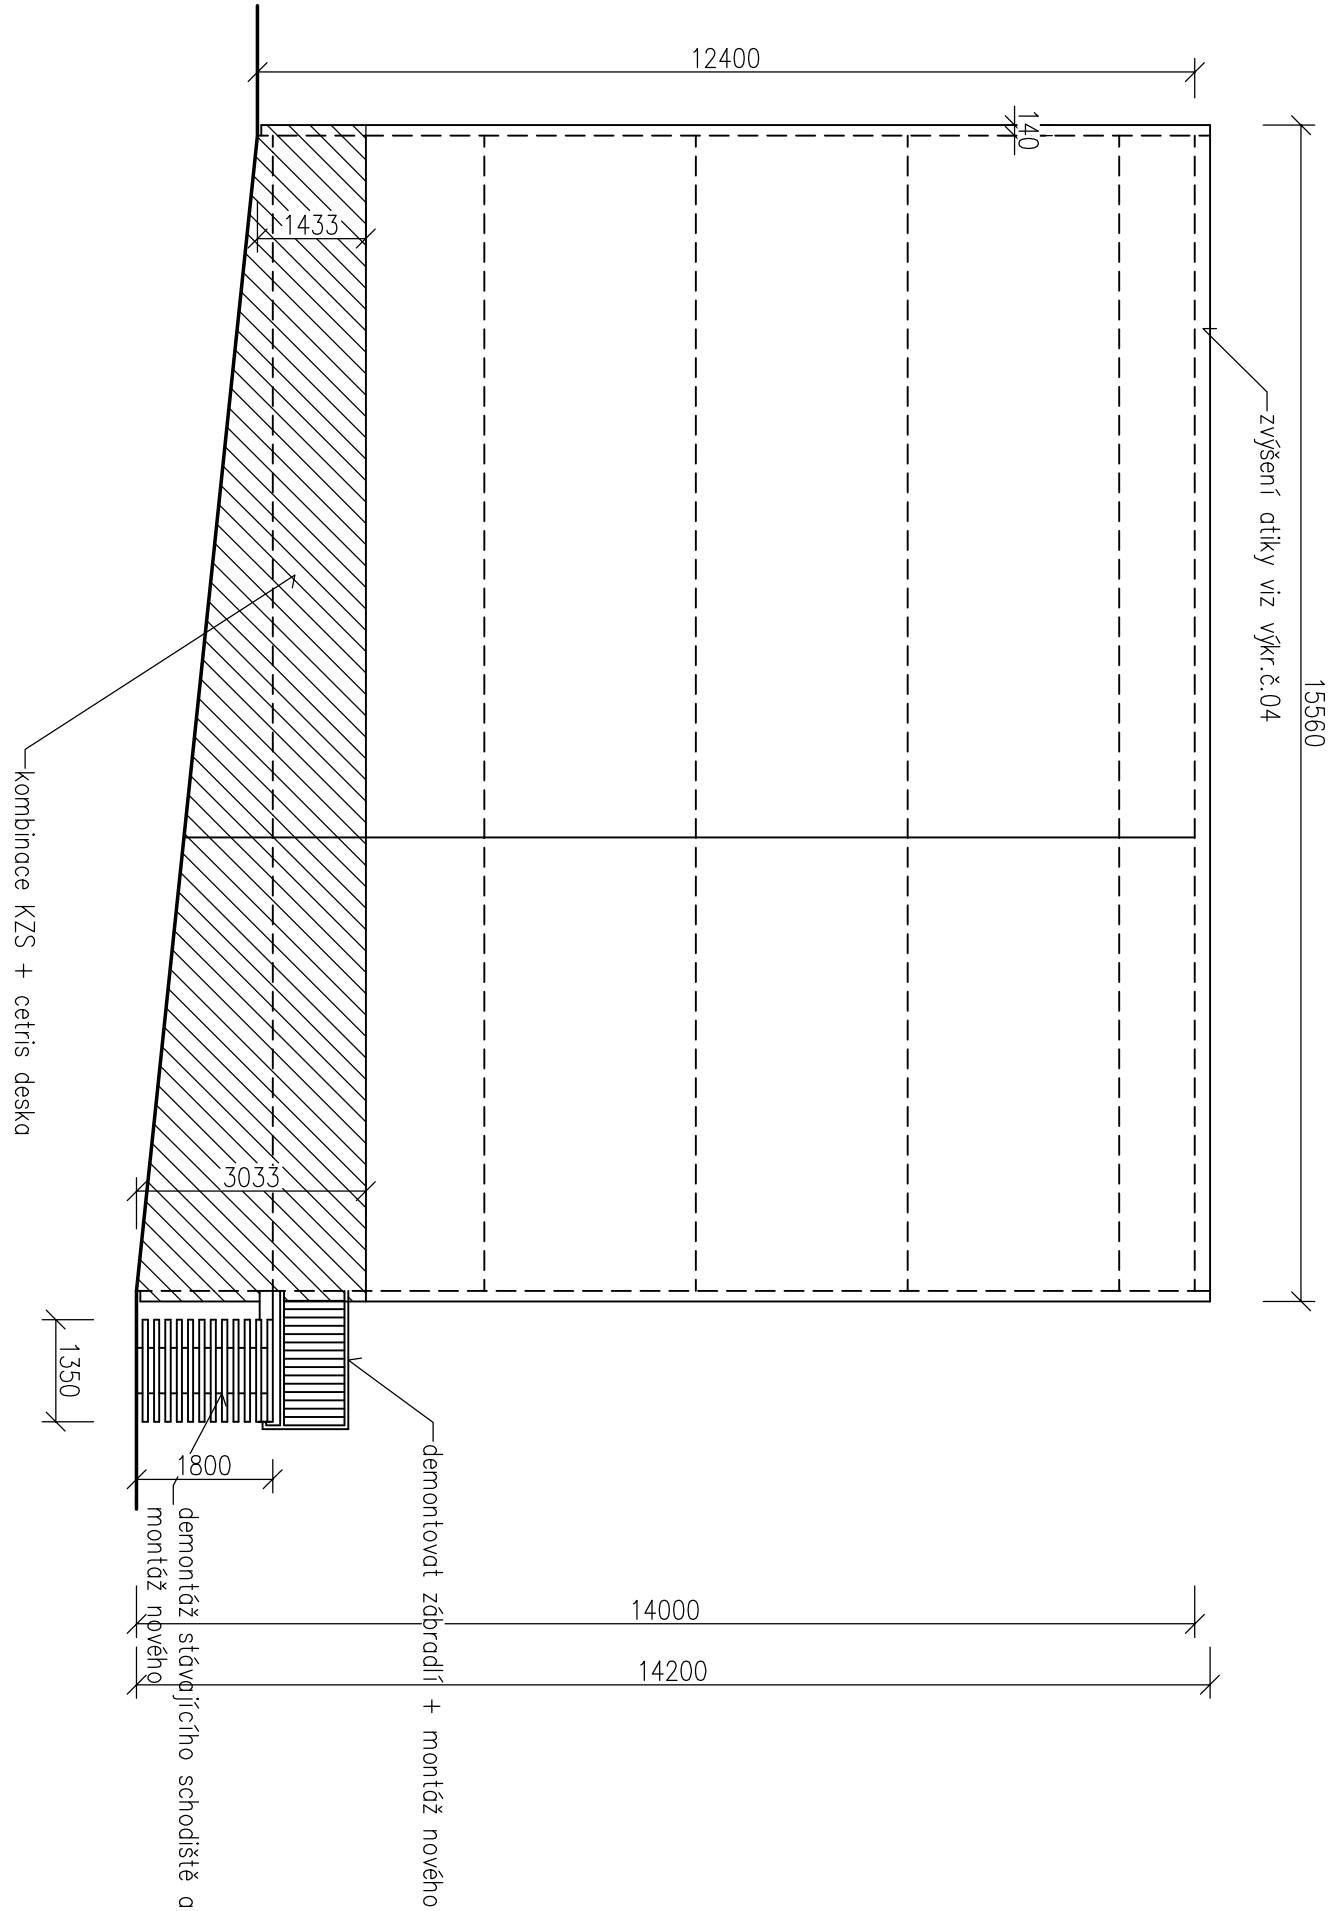 12400
140
1433
zvýšení atiky viz výkr.č.04
15560
kombinace KZS + cetris deska
3033
1350
1800
demontovat zábradlí + montáž nového
demontáž stávajícího schodiště a
montáž nového
14000
14200